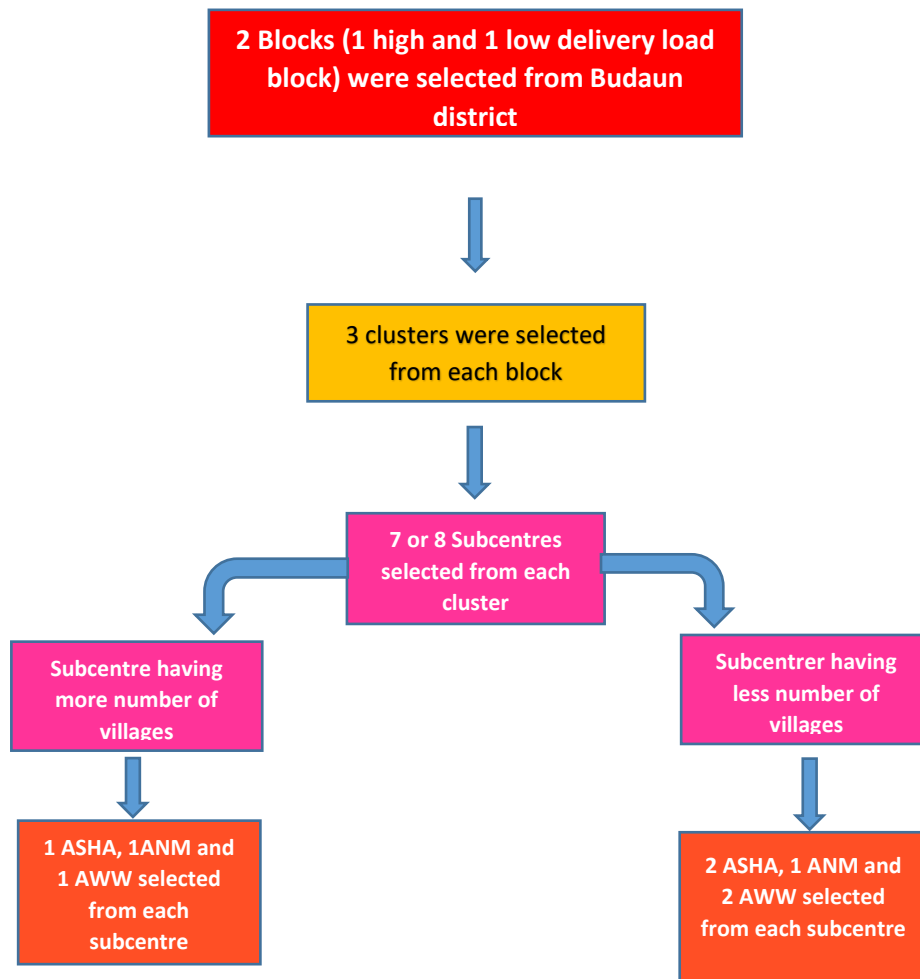 2 Blocks (1 high and 1 low delivery load
block) were selected from Budaun
district
3 clusters were selected
from each block
7 or 8 Subcentres
selected from each
cluster
Subcentre having
more number of
villages
Subcentrer having
less number of
villages
1 ASHA, 1ANM and
1 AWW selected
from each
subcentre
2 ASHA, 1 ANM and
2 AWW selected
from each subcentre